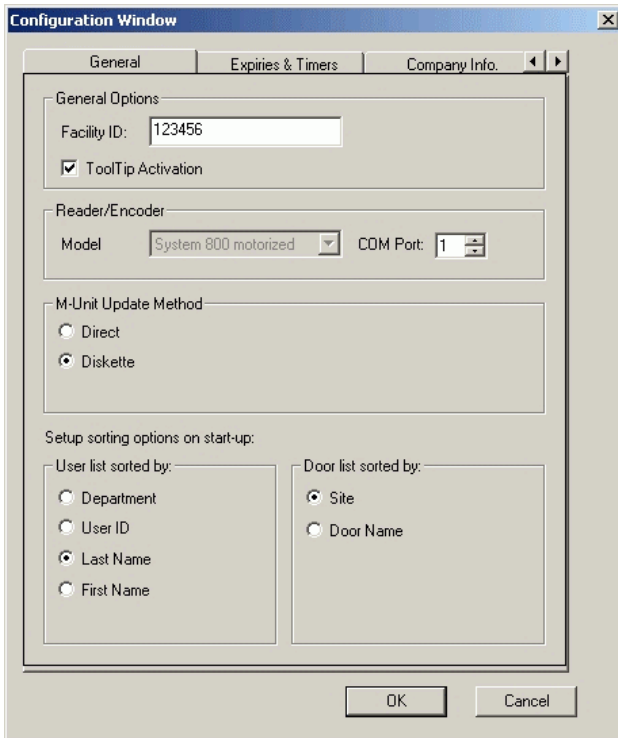 Configuration Window
General Expiries & Timers Company Info.
General Options
Facility ID: 123456
ToolTip Activation
Reader/Encoder
Model System 800 motorized COM Port: 1
M-Unit Update Method
Direct
Diskette
Setup sorting options on start-up:
User list sorted by:
Department
User ID
Last Name
First Name
Door list sorted by:
Site
Door Name
OK Cancel